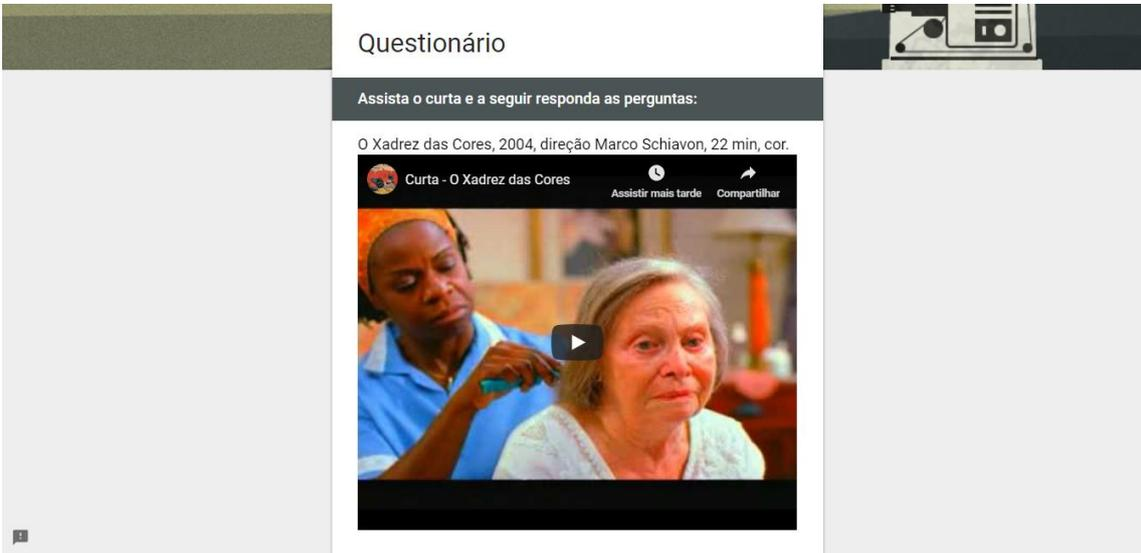 Questionário
Assista o curta e a seguir responda as perguntas:
O Xadrez das Cores, 2004, direção Marco Schiavon, 22 min, cor.
Curta - O Xadrez das Cores
Assistir mais tarde
Compartilhar